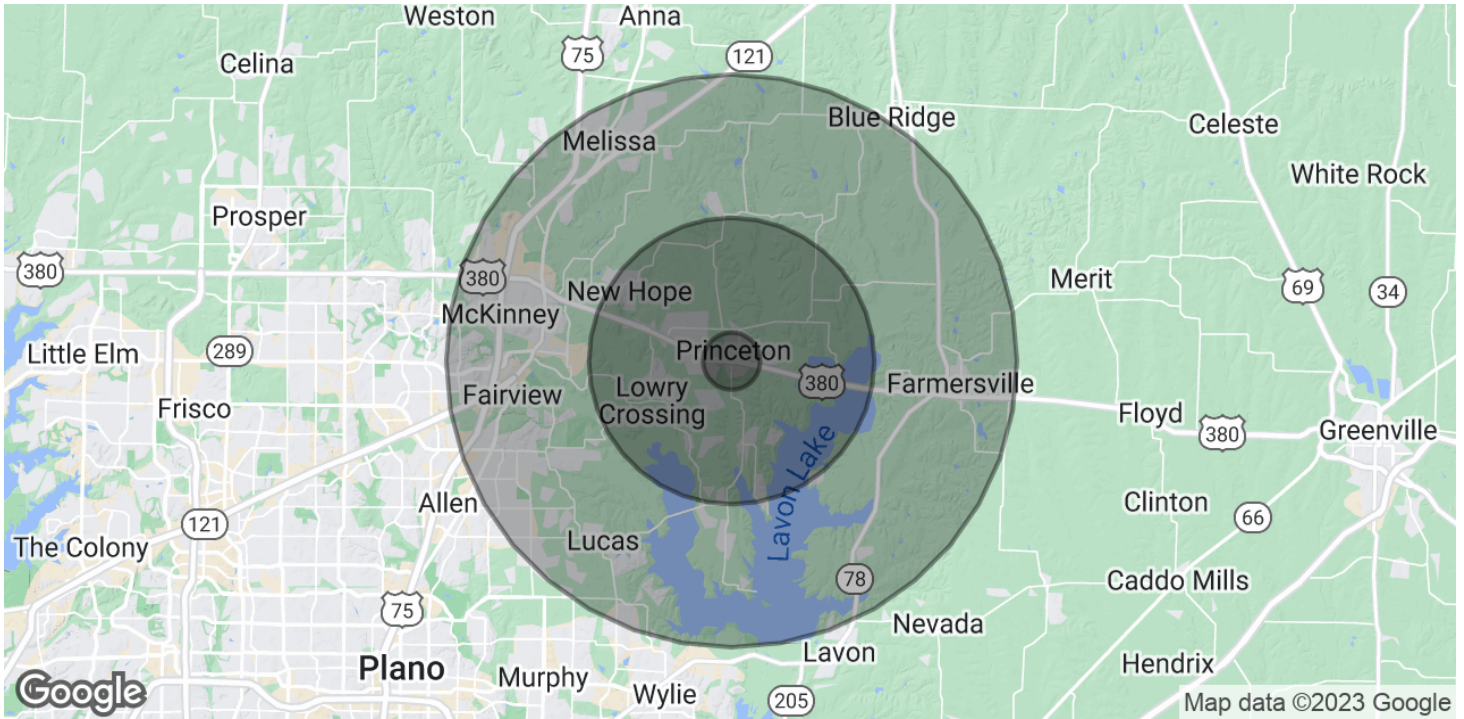 Weston
Anna
75
121
Celina
Blue Ridge
Celeste
Melissa
White Rock
Prosper
380
380
New Hope
Merit
69
34
McKinney
Little Elm
289
Princeton
380
Farmersville
Fairview
Lowry
Crossing
Frisco
Floyd
380
Greenville
Lavon Lake
Allen
Clinton
66
121
The Colony
Lucas
78
Caddo Mills
75
Nevada
Lavon
Plano
Murphy
Hendrix
Wylie
205
Google
Map data ©2023 Google